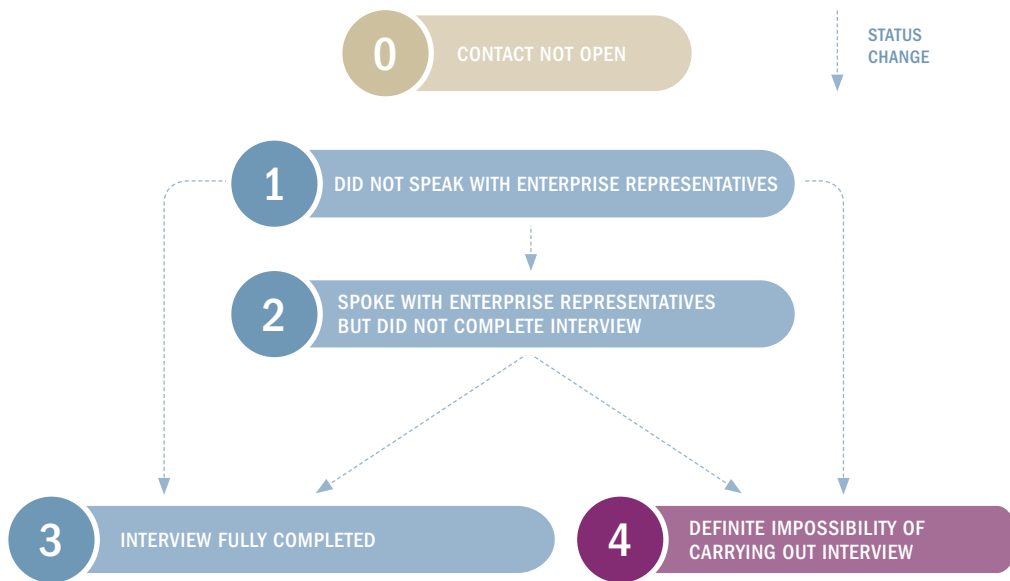 0
CONTACT NOT OPEN
STATUS
CHANGE
1
DID NOT SPEAK WITH ENTERPRISE REPRESENTATIVES
2
SPOKE WITH ENTERPRISE REPRESENTATIVES
BUT DID NOT COMPLETE INTERVIEW
3
INTERVIEW FULLY COMPLETED
4
DEFINITE IMPOSSIBILITY OF
CARRYING OUT INTERVIEW